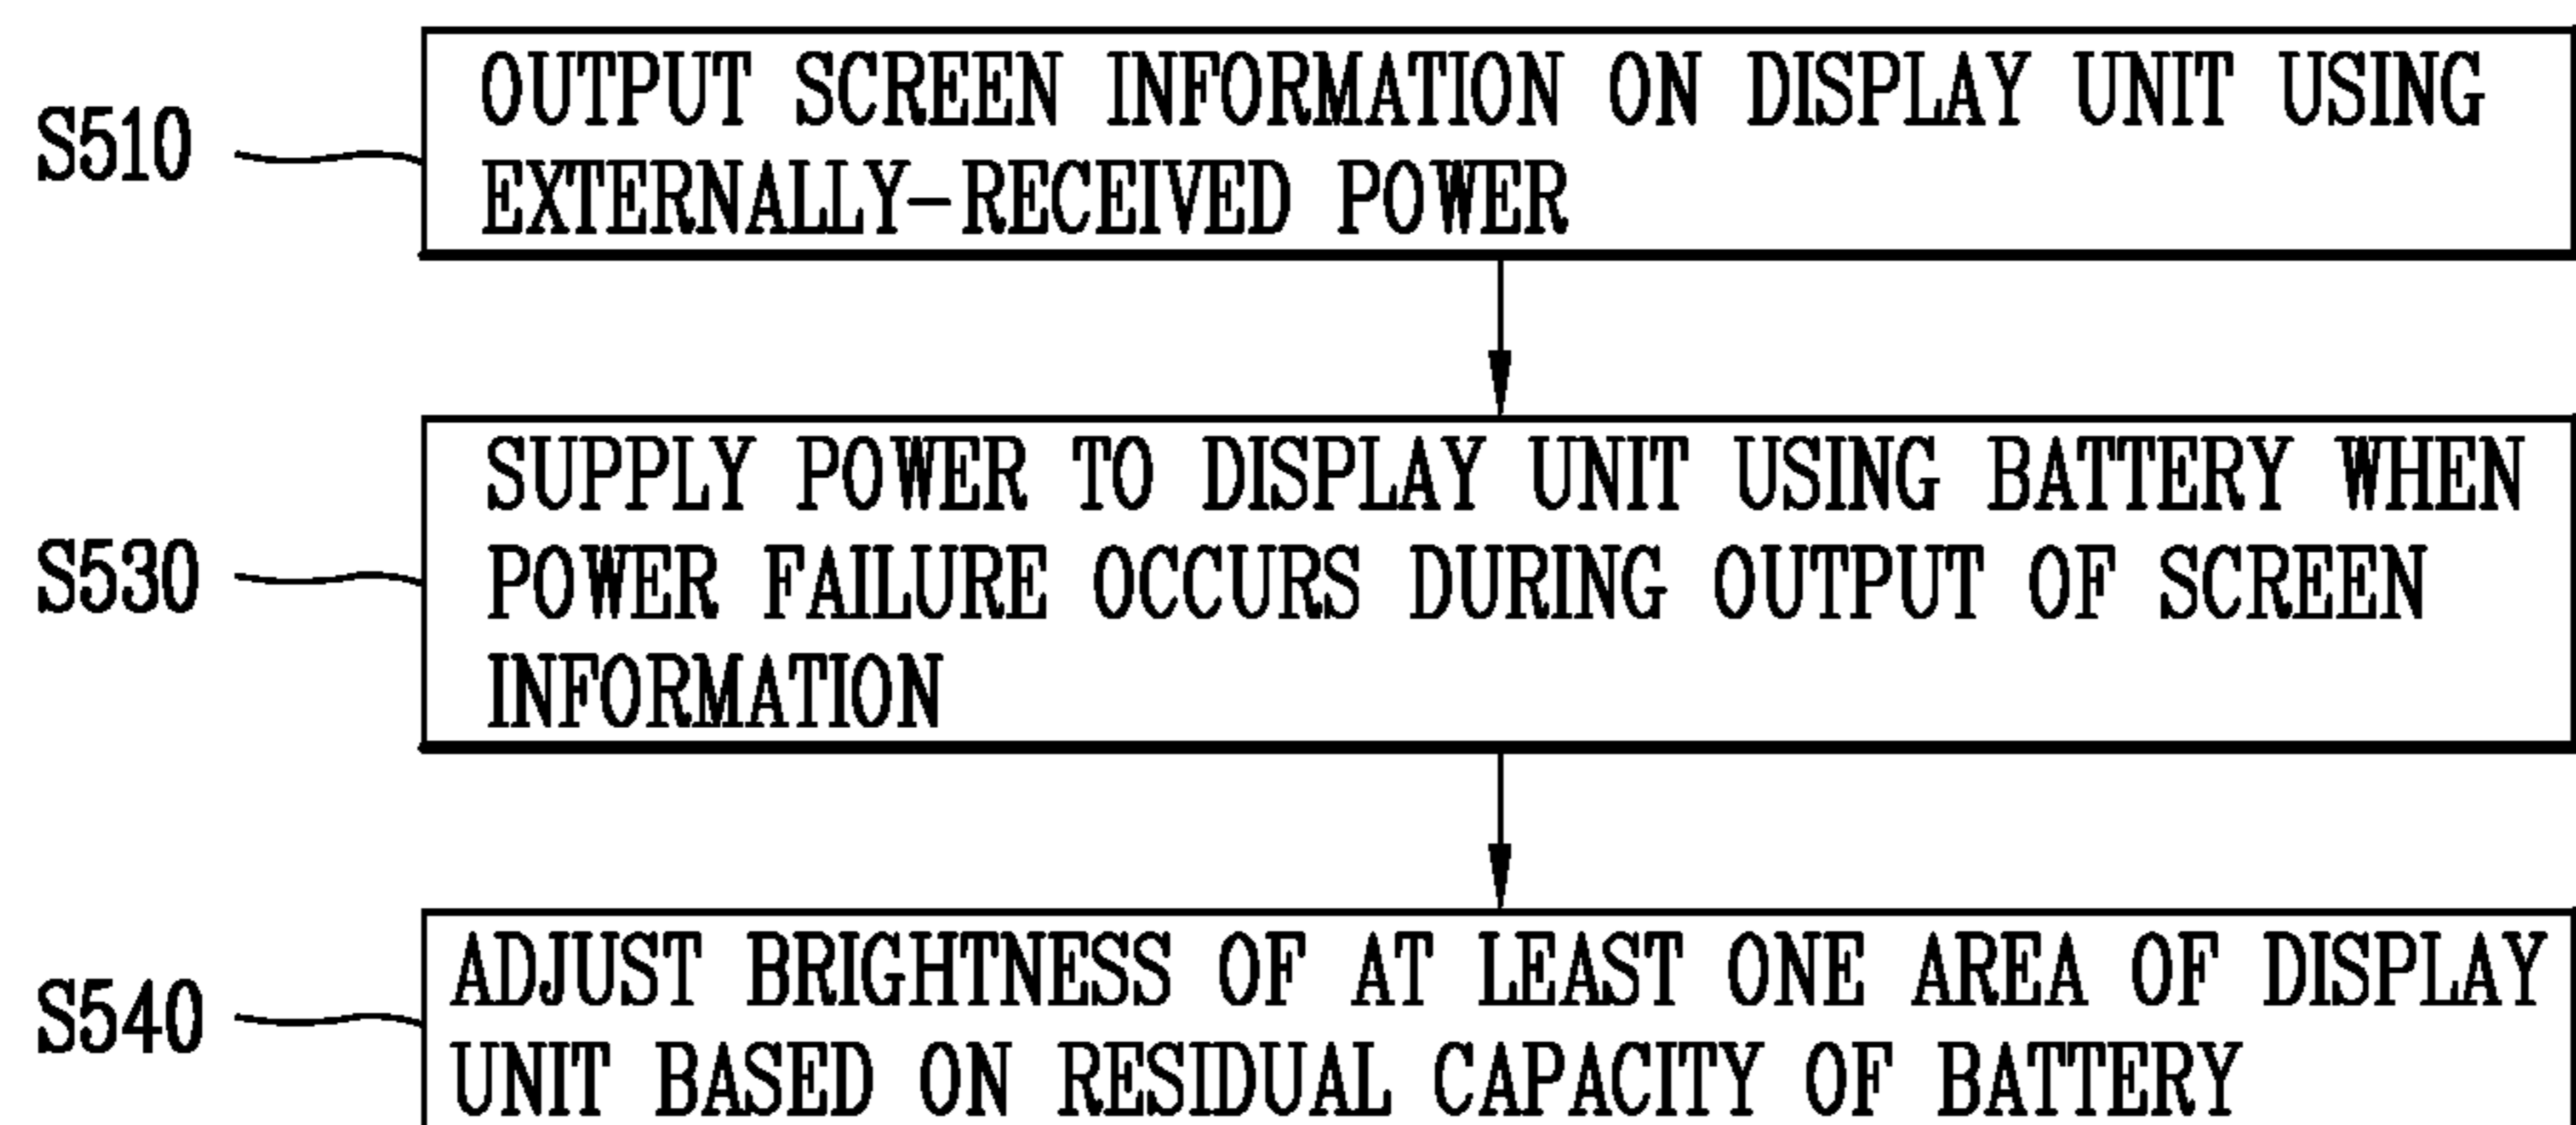 S510
OUTPUT SCREEN INFORMATION ON DISPLAY UNIT USING
EXTERNALLY-RECEIVED POWER
S530
SUPPLY POWER TO DISPLAY UNIT USING BATTERY WHEN
POWER FAILURE OCCURS DURING OUTPUT OF SCREEN
INFORMATION
S540
ADJUST BRIGHTNESS OF AT LEAST ONE AREA OF DISPLAY
UNIT BASED ON RESIDUAL CAPACITY OF BATTERY